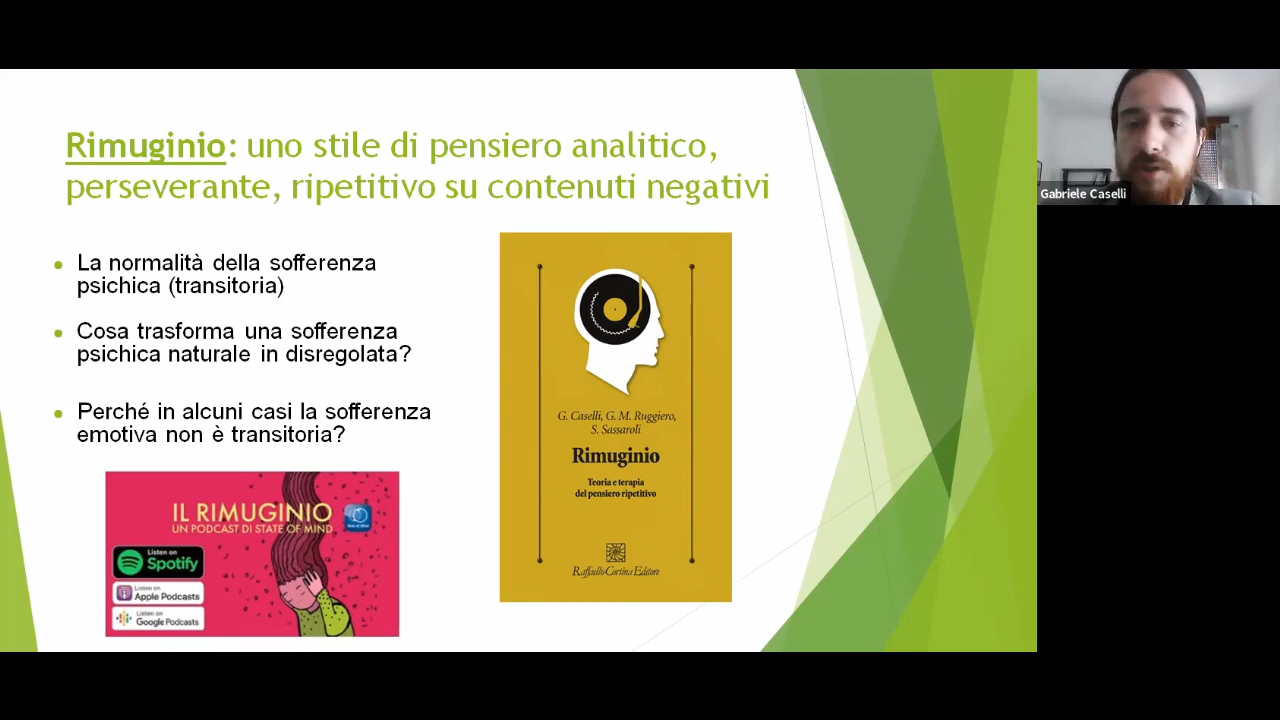 Rimuginio: uno stile di pensiero analitico,
perseverante, ripetitivo su contenuti negativi
La normalità della sofferenza
psichica (transitoria)
Cosa trasforma una sofferenza
psichica naturale in disregolata?
Perché in alcuni casi la sofferenza
emotiva non è transitoria?
IL RIMUGINIO
UN PODCAST DI STATE OF MIND
Listen on
Spotify
Listen on
Apple Podcasts
Listen on
Google Podcasts
G. Caselli, G. M. Ruggiero,
S. Sassaroli
Rimuginio
Teoria e terapia
del pensiero ripetitivo
Raffaello Cortina Editore
Gabriele Caselli